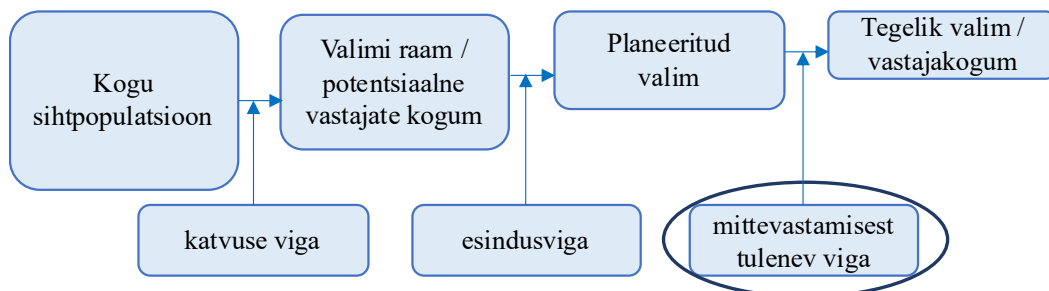 Kogu
sihtpopulatsioon
Valimi raam /
potentsiaalne
vastajate kogum
Planeeritud
valim
Tegelik valim /
vastajakogum
katvuse viga
esindusviga
mittevastamisest
tulenev viga